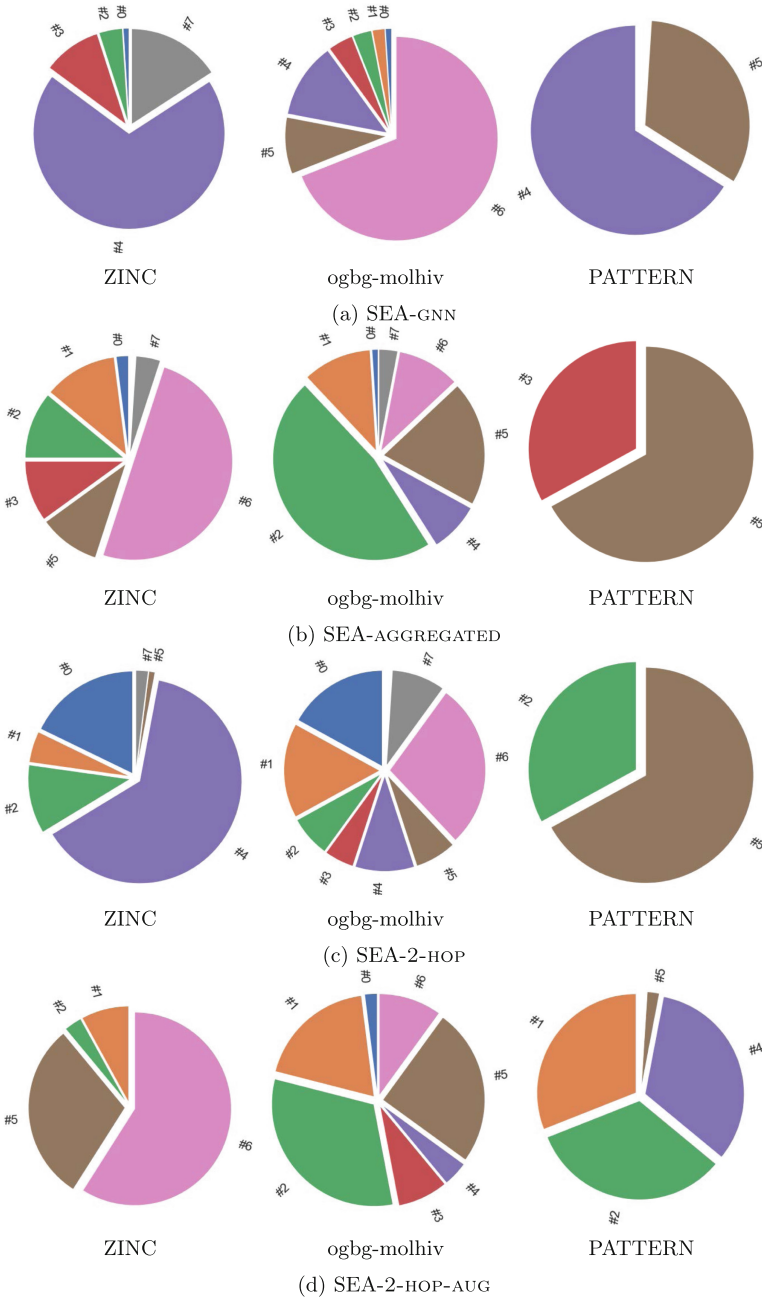 #3 #2 #0 #7
#4
ZINC
#5 #4 #3 #2 #1 #0
#6
ogbg-molhiv
#4 #5
PATTERN
(a) SEA-GNN
#0 #1 #2 #3 #5 #6 #7
ZINC
#0 #1 #2 #4 #5 #6 #7
ogbg-molhiv
#3 #5
PATTERN
(b) SEA-AGGREGATED
#0 #1 #2 #4 #5 #7
ZINC
#0 #1 #2 #3 #4 #5 #6 #7
ogbg-molhiv
#2 #5
PATTERN
(c) SEA-2-HOP
#1 #2 #5 #6
ZINC
#0 #1 #2 #3 #4 #5 #6
ogbg-molhiv
#1 #2 #4 #5
PATTERN
(d) SEA-2-HOP-AUG